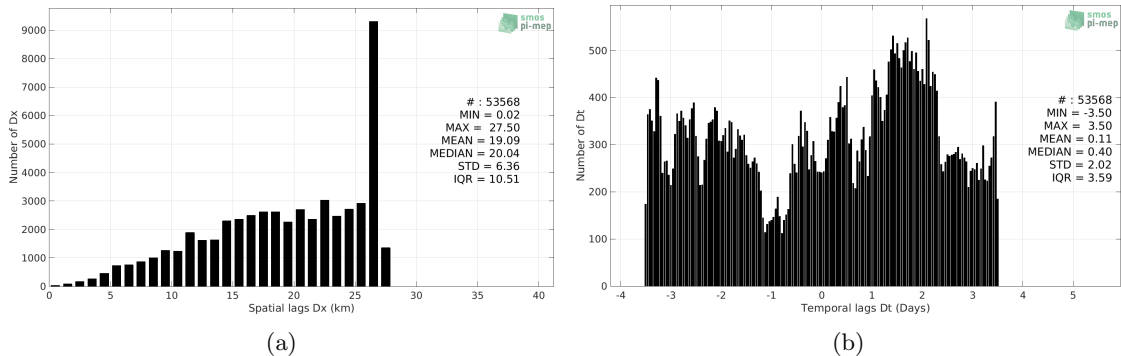 smos
pi-mep
Number of Dx
9000
8000
7000
6000
5000
4000
3000
2000
1000
0
# : 53568
MIN = 0.02
MAX = 27.50
MEAN = 19.09
MEDIAN = 20.04
STD = 6.36
IQR = 10.51
0 5 10 15 20 25 30 35 40
Spatial lags Dx (km)
(a)
smos
pi-mep
Number of Dt
500
400
300
200
100
0
# : 53568
MIN = -3.50
MAX = 3.50
MEAN = 0.11
MEDIAN = 0.40
STD = 2.02
IQR = 3.59
-4 -3 -2 -1 0 1 2 3 4 5
Temporal lags Dt (Days)
(b)